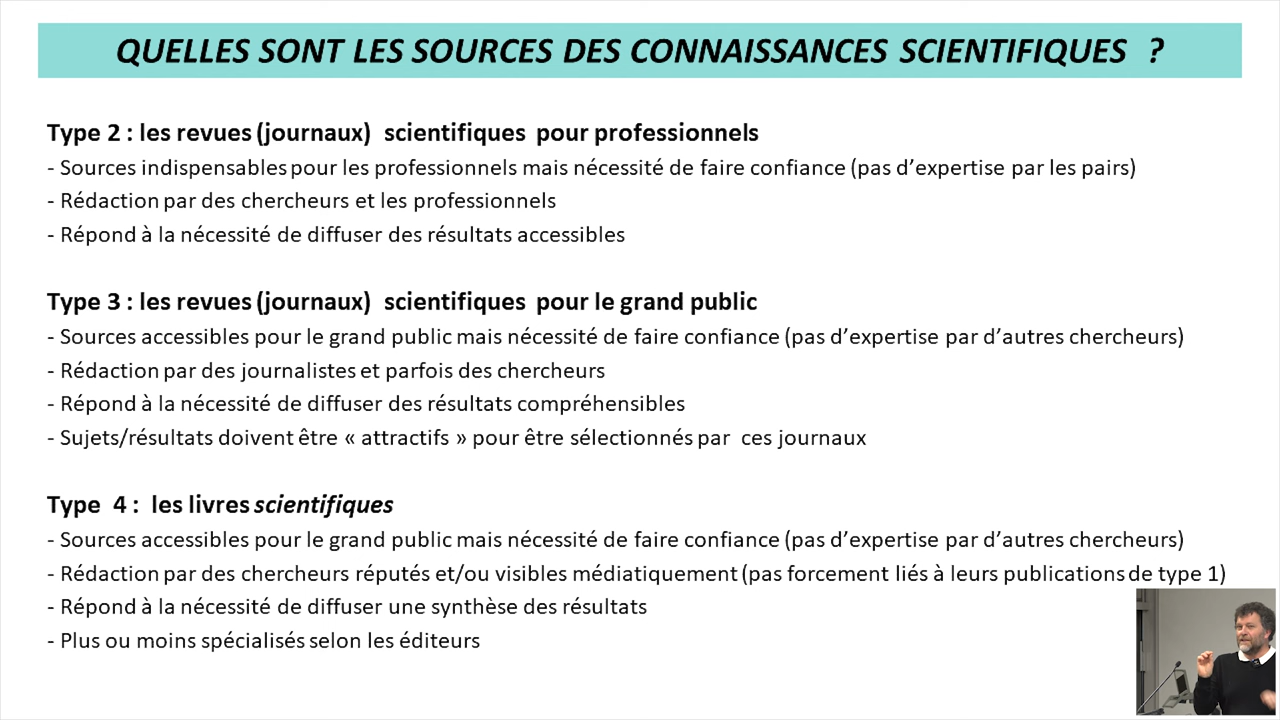 QUELLES SONT LES SOURCES DES CONNAISSANCES SCIENTIFIQUES ?
Type 2 : les revues (journaux) scientifiques pour professionnels
- Sources indispensables pour les professionnels mais nécessité de faire confiance (pas d’expertise par les pairs)
- Rédaction par des chercheurs et les professionnels
- Répond à la nécessité de diffuser des résultats accessibles
Type 3 : les revues (journaux) scientifiques pour le grand public
- Sources accessibles pour le grand public mais nécessité de faire confiance (pas d’expertise par d’autres chercheurs)
- Rédaction par des journalistes et parfois des chercheurs
- Répond à la nécessité de diffuser des résultats compréhensibles
- Sujets/résultats doivent être « attractifs » pour être sélectionnés par ces journaux
Type 4 : les livres scientifiques
- Sources accessibles pour le grand public mais nécessité de faire confiance (pas d’expertise par d’autres chercheurs)
- Rédaction par des chercheurs réputés et/ou visibles médiatiquement (pas forcement liés à leurs publications de type 1)
- Répond à la nécessité de diffuser une synthèse des résultats
- Plus ou moins spécialisés selon les éditeurs